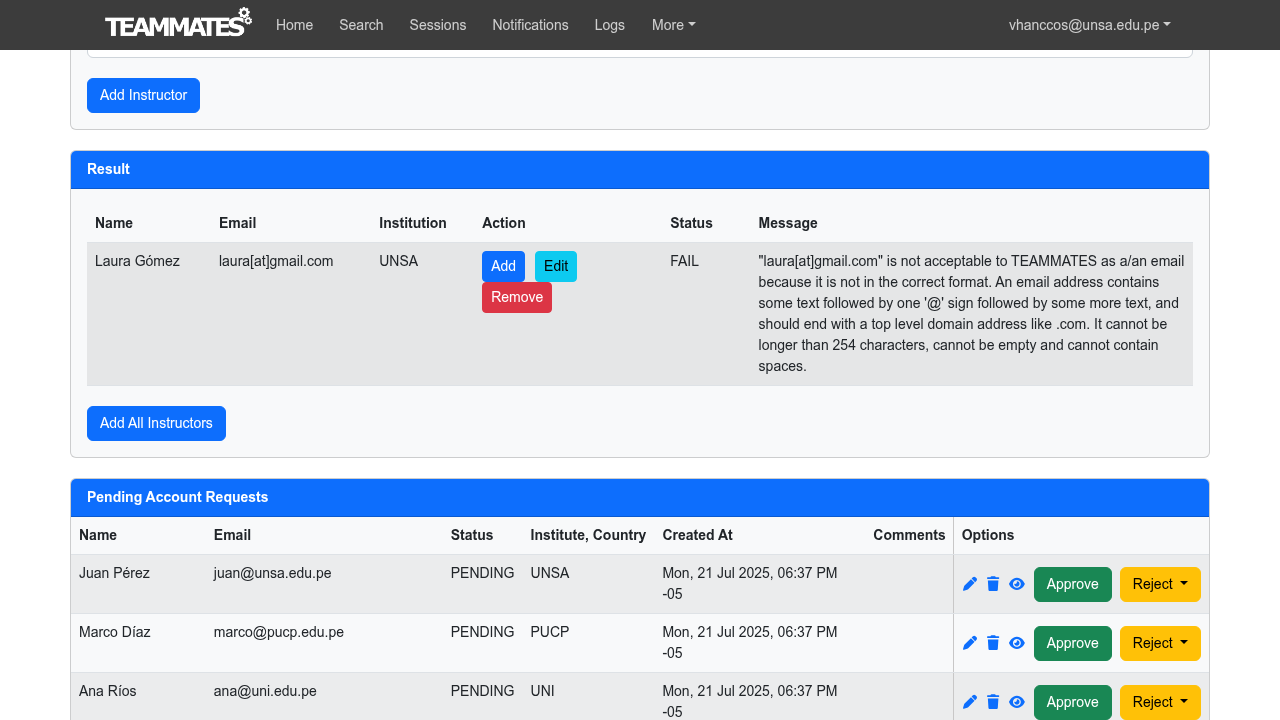 TEAMMATES Home Search Sessions Notifications Logs More vhanccos@unsa.edu.pe
Add Instructor
Result
Name Email Institution Action Status Message
Laura Gómez laura[at]gmail.com UNSA Add Edit Remove FAIL "laura[at]gmail.com" is not acceptable to TEAMMATES as a/an email
because it is not in the correct format. An email address contains
some text followed by one '@' sign followed by some more text, and
should end with a top level domain address like .com. It cannot be
longer than 254 characters, cannot be empty and cannot contain
spaces.
Add All Instructors
Pending Account Requests
Name Email Status Institute, Country Created At Comments Options
Juan Pérez juan@unsa.edu.pe PENDING UNSA Mon, 21 Jul 2025, 06:37 PM Approve Reject
-05
Marco Díaz marco@pucp.edu.pe PENDING PUCP Mon, 21 Jul 2025, 06:37 PM Approve Reject
-05
Ana Ríos ana@uni.edu.pe PENDING UNI Mon, 21 Jul 2025, 06:37 PM Approve Reject
-05